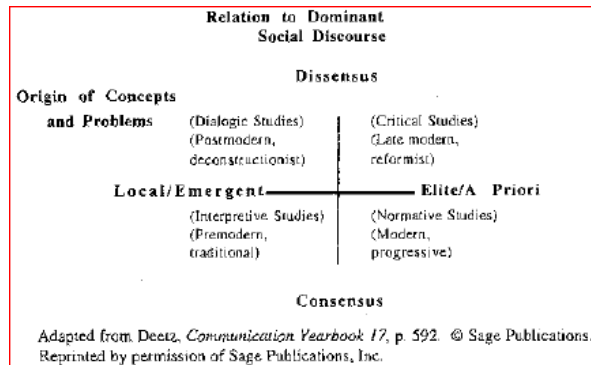 Relation to Dominant
Social Discourse
Dissensus
Origin of Concepts
and Problems
(Dialogic Studies)
(Postmodern,
deconstructionist)
(Critical Studies)
(Late modern,
reformist)
Local/Emergent
Elite/A Priori
(Interpretive Studies)
(Premodern,
traditional)
(Normative Studies)
(Modern,
progressive)
Consensus
Adapted from Deetz, Communication Yearbook 17, p. 592. © Sage Publications.
Reprinted by permission of Sage Publications, Inc.